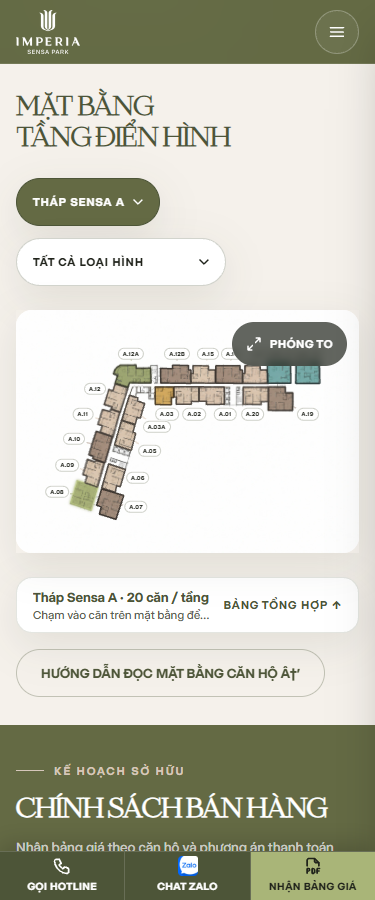 IMPERIA
SENSA PARK
MẶT BẰNG
TẦNG ĐIỂN HÌNH
THÁP SENSA A
TẤT CẢ LOẠI HÌNH
PHÓNG TO
A.12A
A.12B
A.15
A.12
A.11
A.03
A.02
A.01
A.20
A.19
A.03A
A.10
A.05
A.09
A.06
A.08
A.07
Tháp Sensa A · 20 căn / tầng
BẢNG TỔNG HỢP ↑
Chạm vào căn trên mặt bằng để...
HƯỚNG DẪN ĐỌC MẶT BẰNG CĂN HỘ Â†’
KẾ HOẠCH SỞ HỮU
CHÍNH SÁCH BÁN HÀNG
Nhận bảng giá theo căn hộ và phương án thanh toán
GỌI HOTLINE
Zalo
CHAT ZALO
PDF
NHẬN BẢNG GIÁ